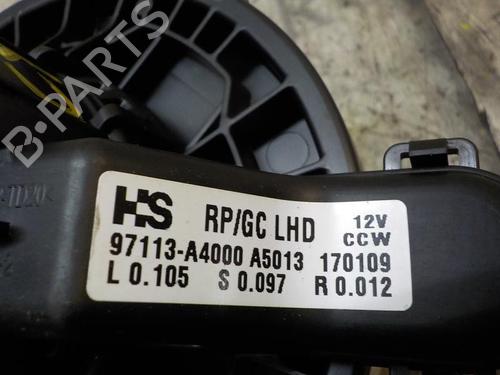 B-PARTS
HS RP/GC LHD 12V
CCW
97113-A4000 A5013 170109
L 0.105 S 0.097 R 0.012